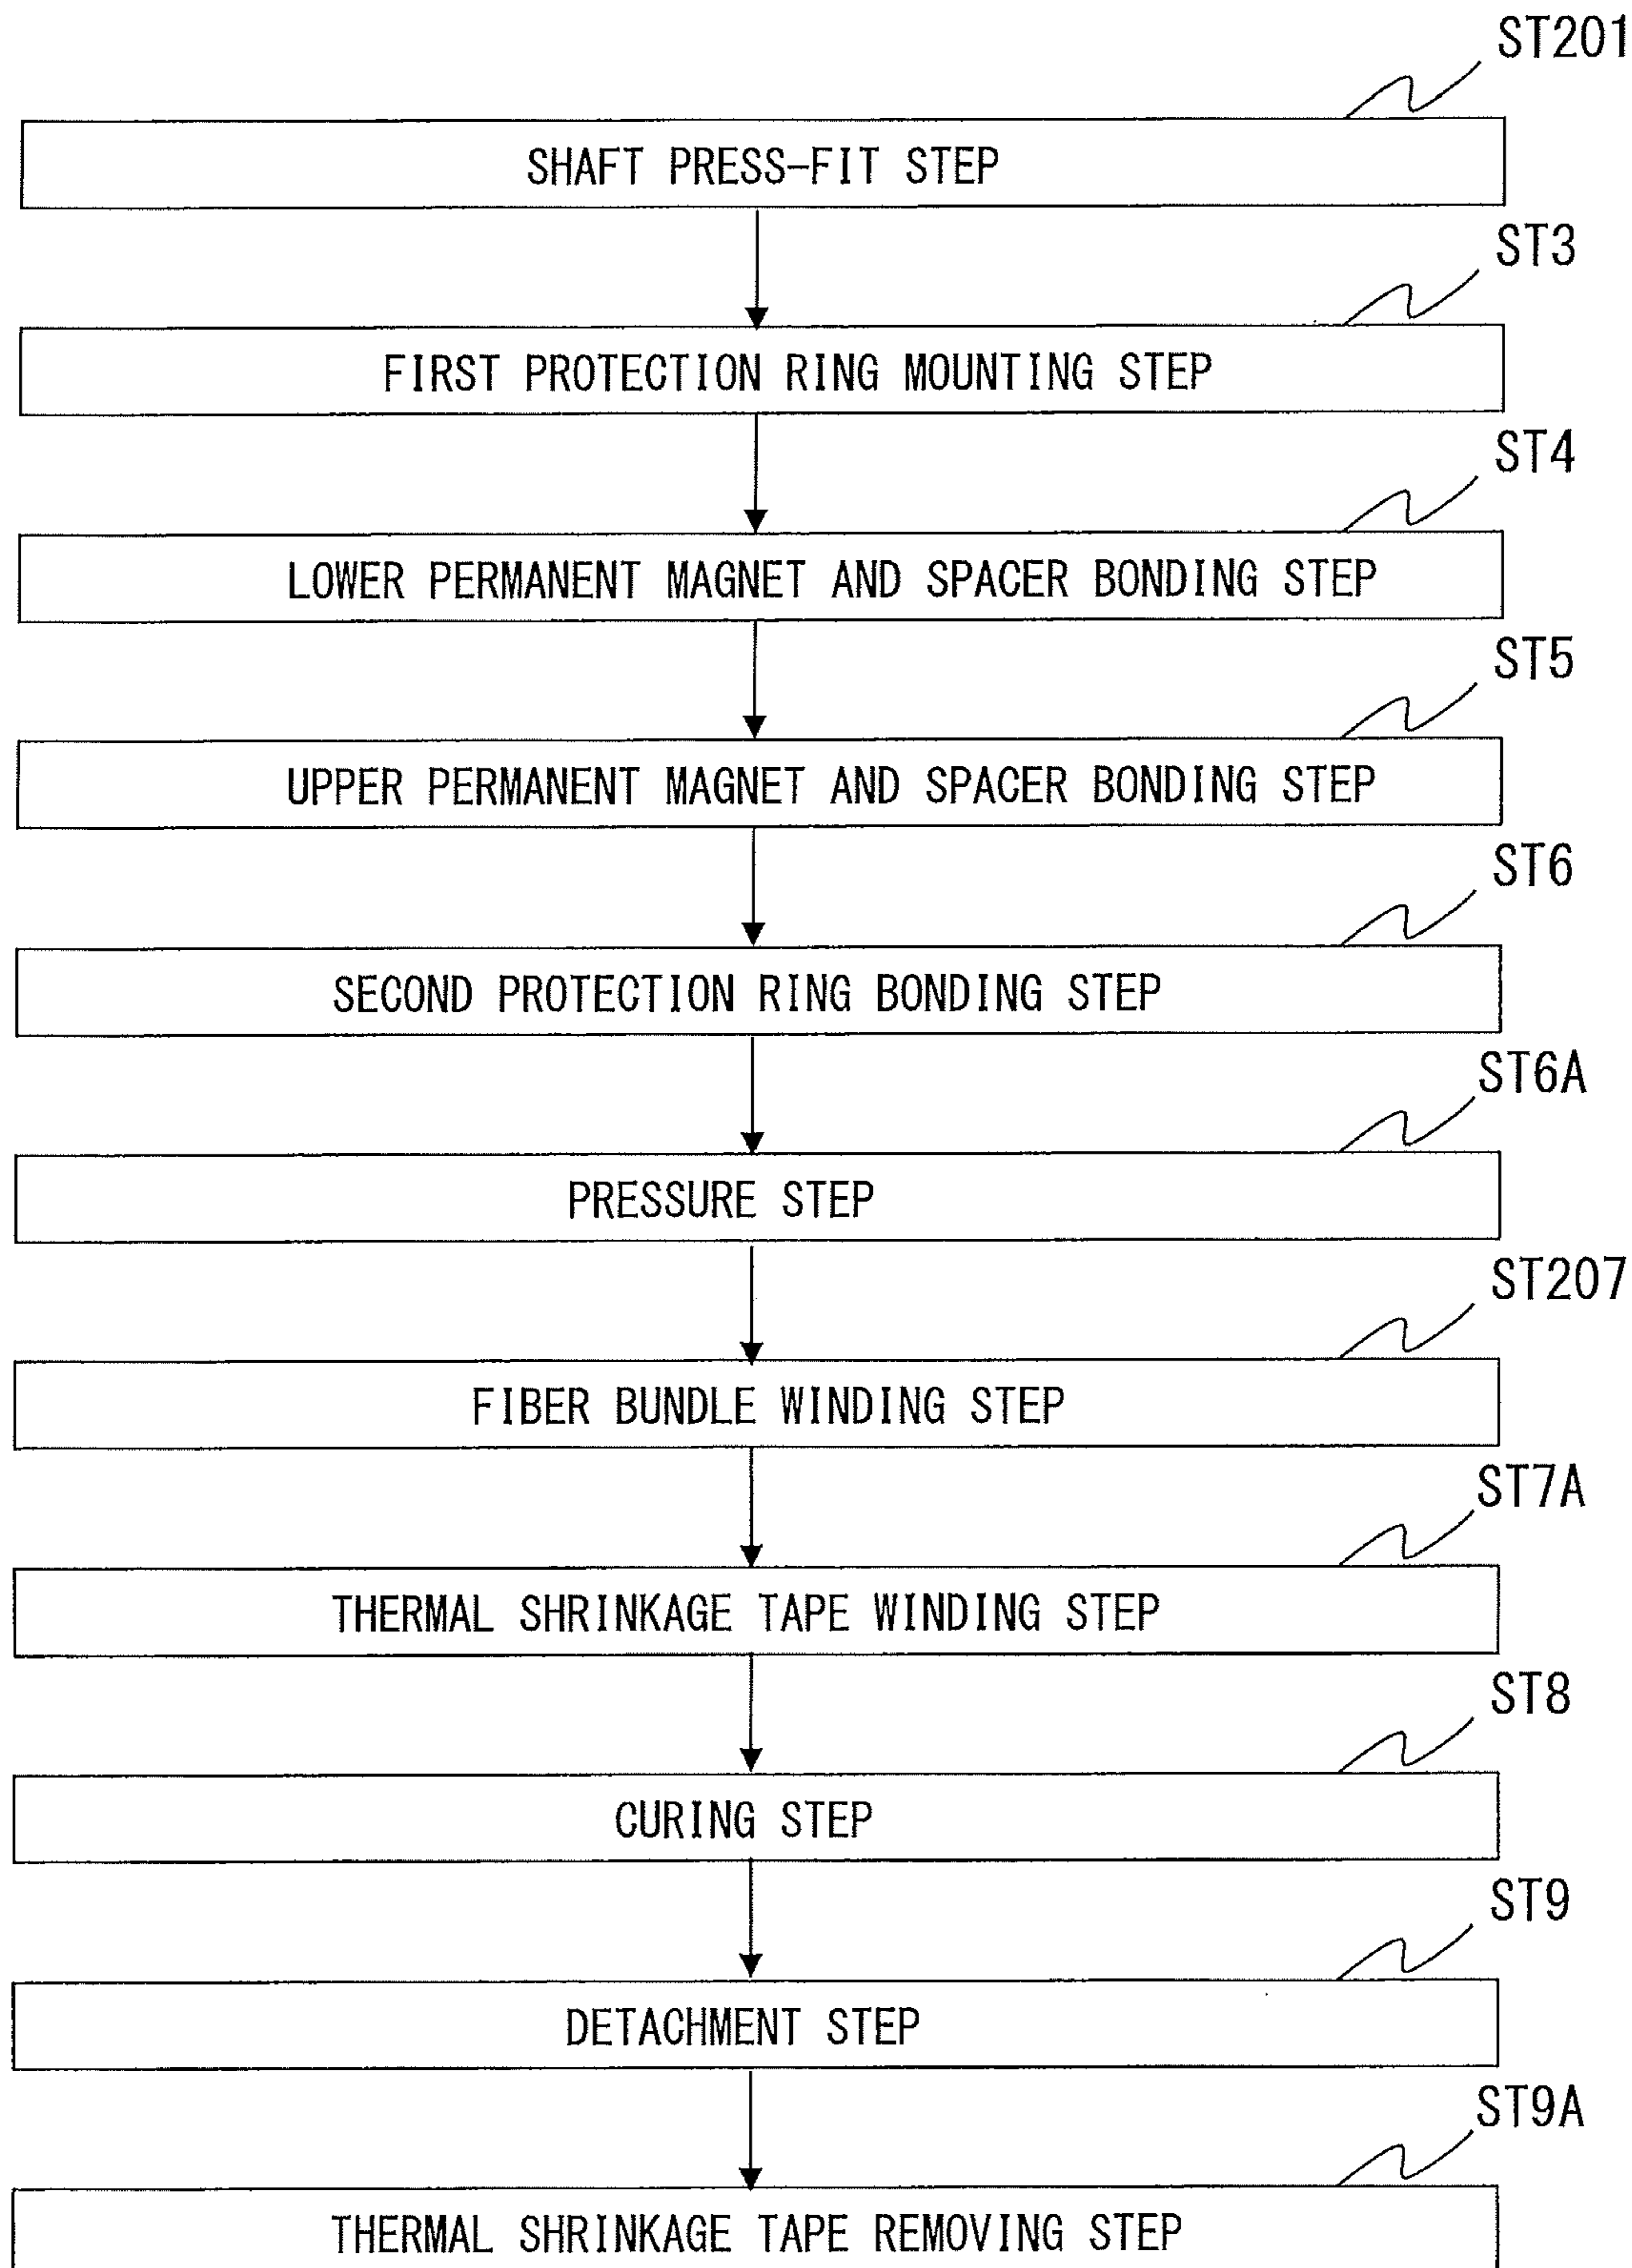 ST201
SHAFT PRESS-FIT STEP
ST3
FIRST PROTECTION RING MOUNTING STEP
ST4
LOWER PERMANENT MAGNET AND SPACER BONDING STEP
ST5
UPPER PERMANENT MAGNET AND SPACER BONDING STEP
ST6
SECOND PROTECTION RING BONDING STEP
ST6A
PRESSURE STEP
ST207
FIBER BUNDLE WINDING STEP
ST7A
THERMAL SHRINKAGE TAPE WINDING STEP
ST8
CURING STEP
ST9
DETACHMENT STEP
ST9A
THERMAL SHRINKAGE TAPE REMOVING STEP